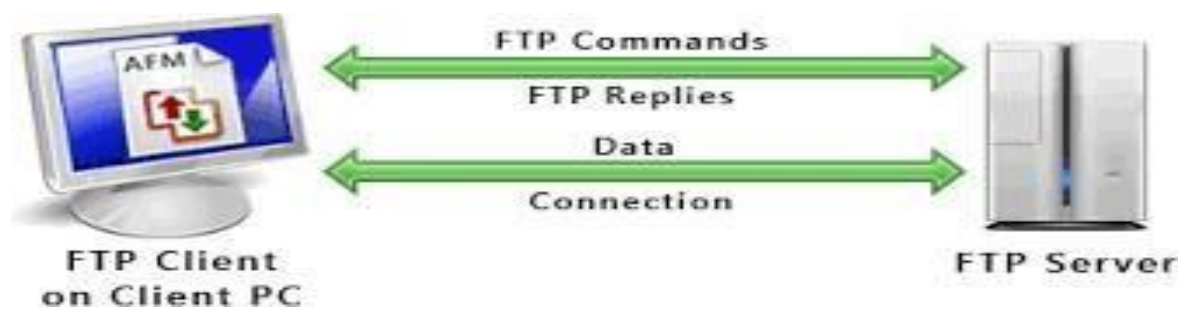 AFM
FTP Commands
FTP Replies
Data
Connection
FTP Client
on Client PC
FTP Server